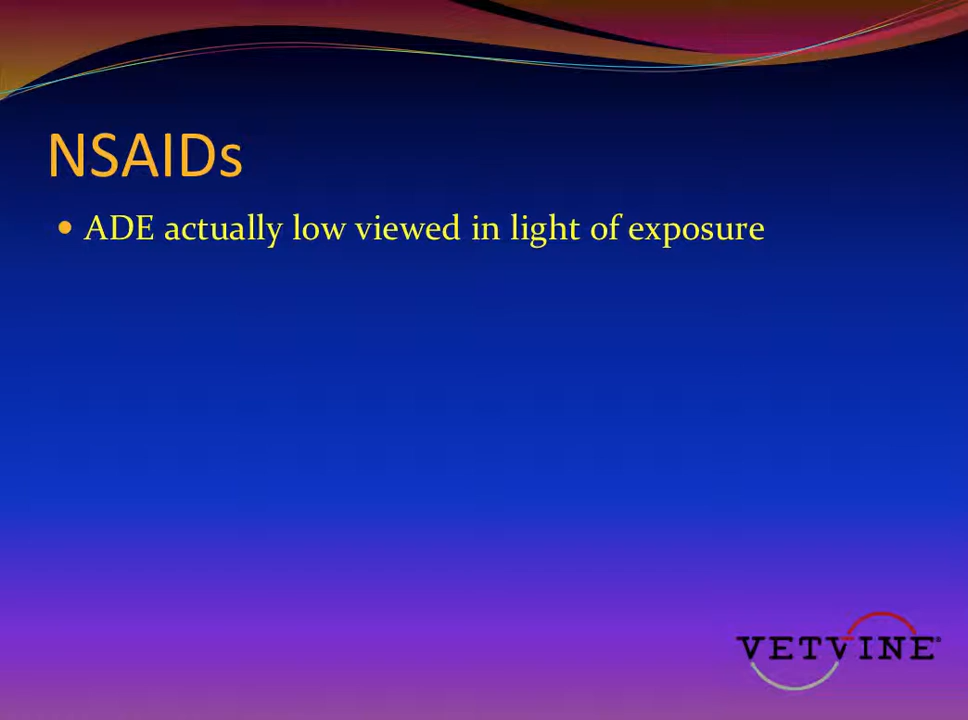 NSAIDs
• ADE actually low viewed in light of exposure
VETVINE®